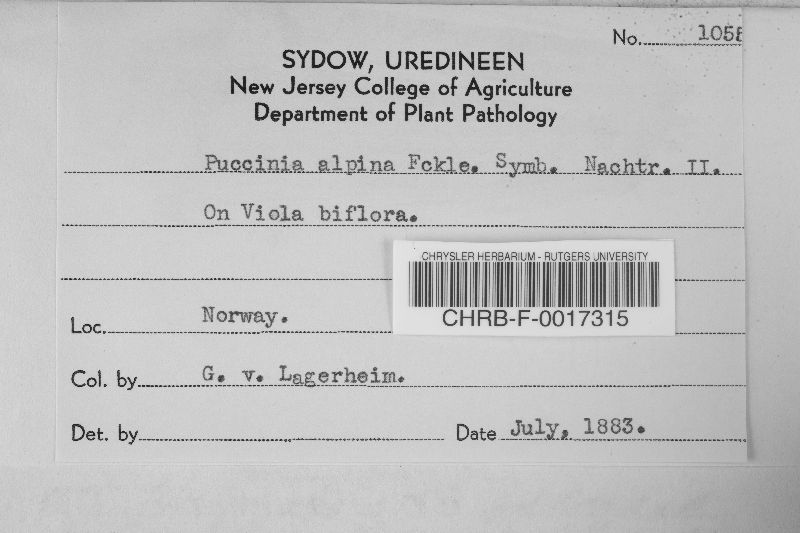 No. 1058
SYDOW, UREDINEEN
New Jersey College of Agriculture
Department of Plant Pathology
Puccinia alpina Fckle. Symb. Nachtr. II.
On Viola biflora.
CHRYSLER HERBARIUM - RUTGERS UNIVERSITY
CHRB-F-0017315
Loc. Norway.
Col. by G. v. Lagerheim.
Det. by
Date July, 1883.